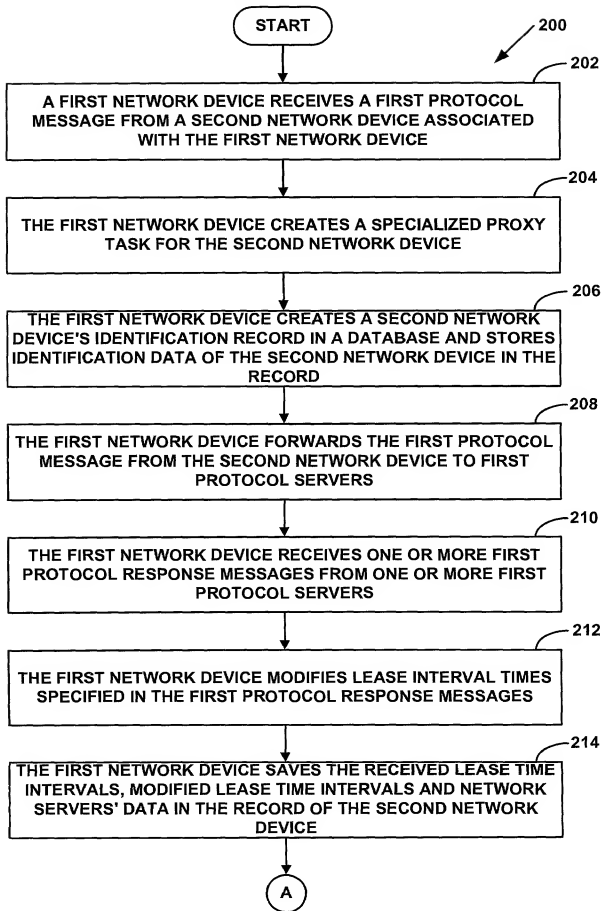 START
200
202
A FIRST NETWORK DEVICE RECEIVES A FIRST PROTOCOL
MESSAGE FROM A SECOND NETWORK DEVICE ASSOCIATED
WITH THE FIRST NETWORK DEVICE
204
THE FIRST NETWORK DEVICE CREATES A SPECIALIZED PROXY
TASK FOR THE SECOND NETWORK DEVICE
206
THE FIRST NETWORK DEVICE CREATES A SECOND NETWORK
DEVICE'S IDENTIFICATION RECORD IN A DATABASE AND STORES
IDENTIFICATION DATA OF THE SECOND NETWORK DEVICE IN THE
RECORD
208
THE FIRST NETWORK DEVICE FORWARDS THE FIRST PROTOCOL
MESSAGE FROM THE SECOND NETWORK DEVICE TO FIRST
PROTOCOL SERVERS
210
THE FIRST NETWORK DEVICE RECEIVES ONE OR MORE FIRST
PROTOCOL RESPONSE MESSAGES FROM ONE OR MORE FIRST
PROTOCOL SERVERS
212
THE FIRST NETWORK DEVICE MODIFIES LEASE INTERVAL TIMES
SPECIFIED IN THE FIRST PROTOCOL RESPONSE MESSAGES
214
THE FIRST NETWORK DEVICE SAVES THE RECEIVED LEASE TIME
INTERVALS, MODIFIED LEASE TIME INTERVALS AND NETWORK
SERVERS' DATA IN THE RECORD OF THE SECOND NETWORK
DEVICE
A